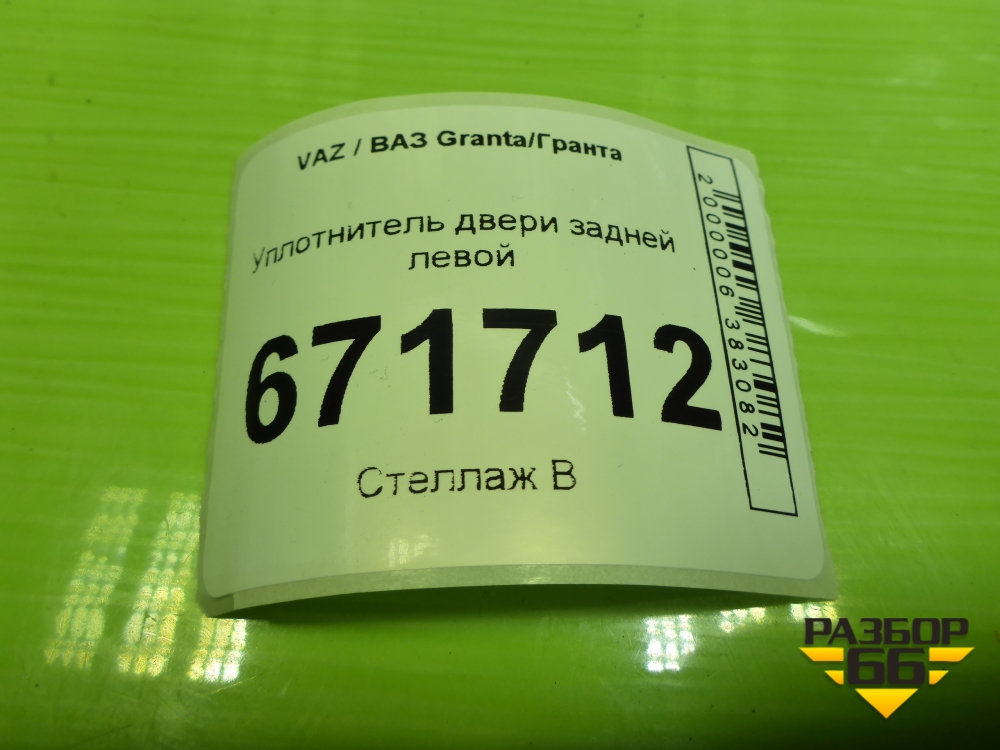 VAZ / ВАЗ Granta/Гранта
Уплотнитель двери задней
левой
671712
Стеллаж В
2000006383082
РАЗБОР
66